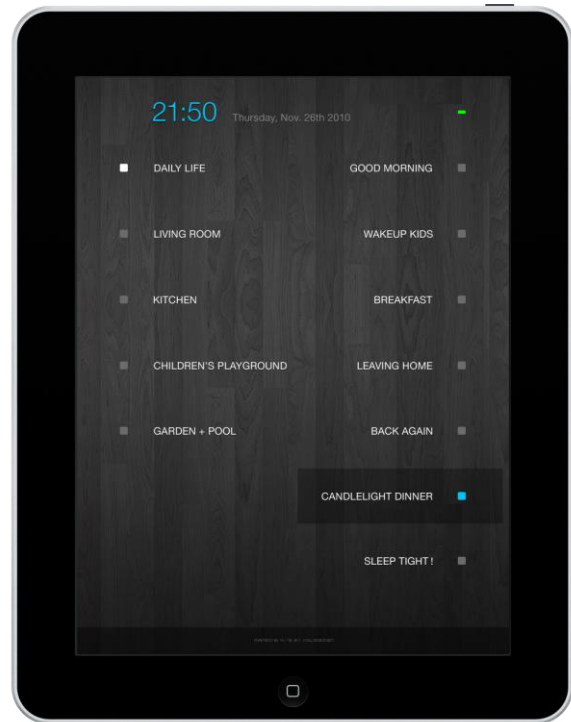 21:50 Thursday, Nov. 26th 2010
DAILY LIFE GOOD MORNING
LIVING ROOM WAKEUP KIDS
KITCHEN BREAKFAST
CHILDREN'S PLAYGROUND LEAVING HOME
GARDEN + POOL BACK AGAIN
CANDLELIGHT DINNER
SLEEP TIGHT !